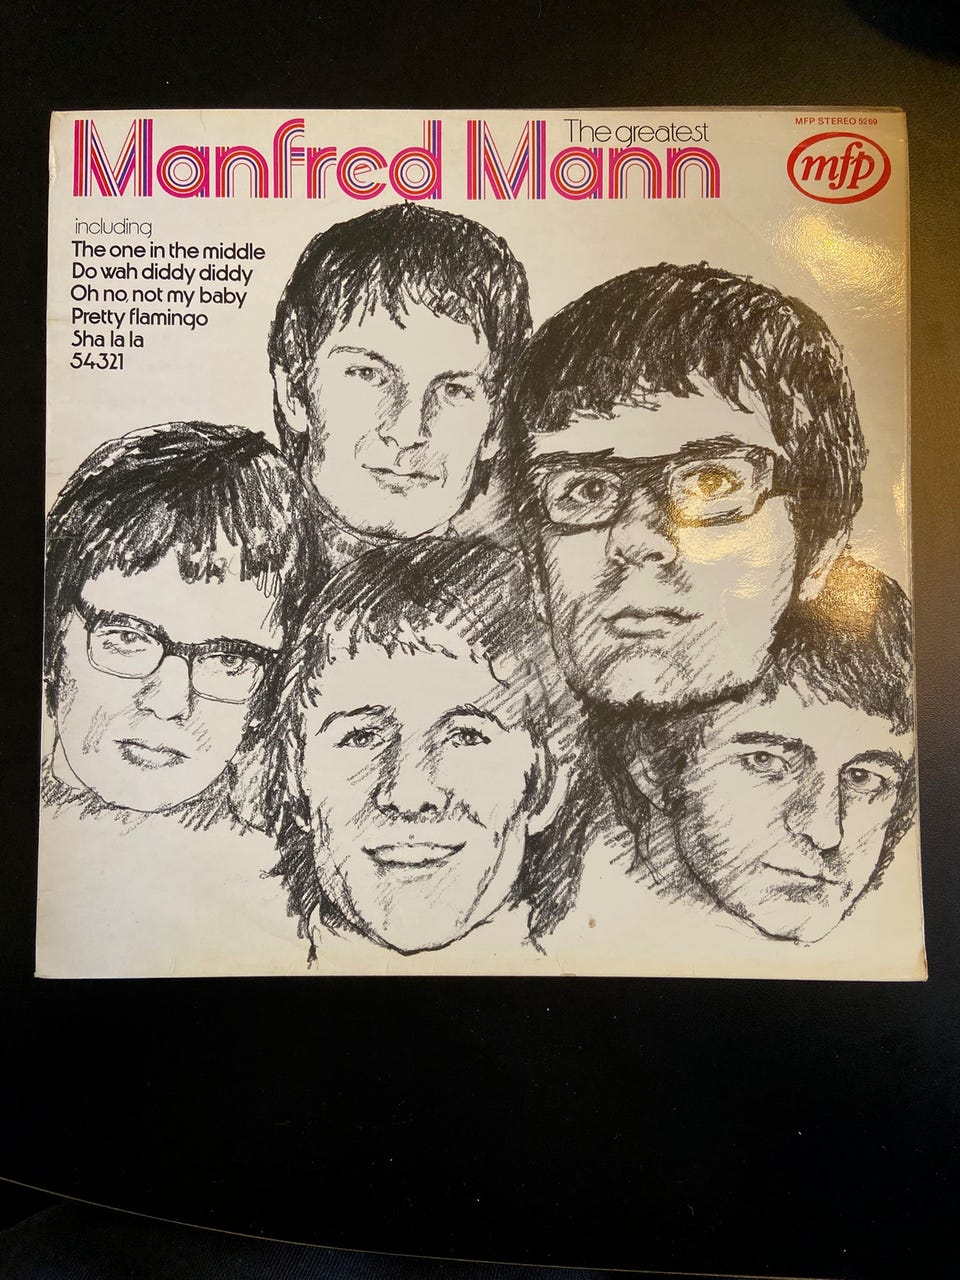 The greatest
Manfred Mann
MFP STEREO 5269
mfp
including
The one in the middle
Do wah diddy diddy
Oh no, not my baby
Pretty flamingo
Sha la la
54321